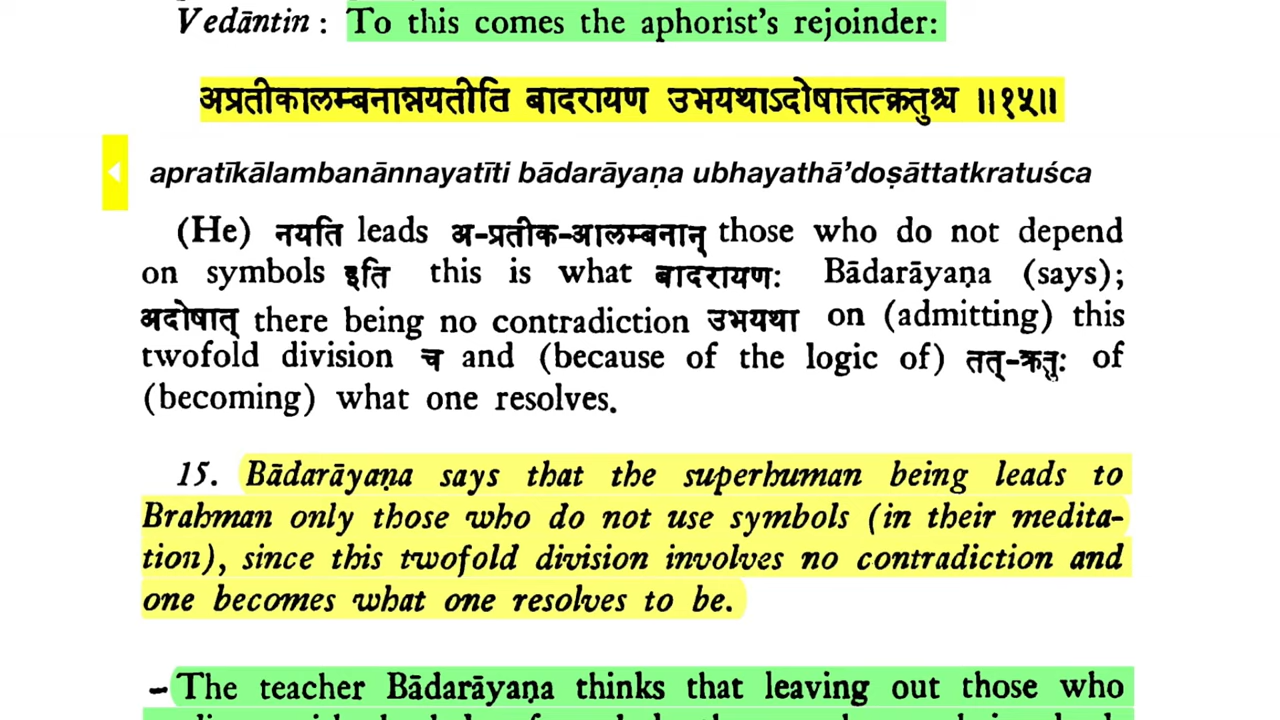 Vedāntin : To this comes the aphorist's rejoinder:
अप्रतीकालम्बनान्नयतीति बादरायण उभयथाऽदोषात्तत्क्रतुश्च ॥१५॥
apratīkālambanānnayatīti bādarāyaṇa ubhayathā'doṣāttatkratuśca
(He) नयति leads अ-प्रतीक-आलम्बनान् those who do not depend
on symbols इति this is what बादरायण: Bādarāyaṇa (says);
अदोषात् there being no contradiction उभयथा on (admitting) this
twofold division च and (because of the logic of) तत्-क्रतु: of
(becoming) what one resolves.
15. Bādarāyaṇa says that the superhuman being leads to
Brahman only those who do not use symbols (in their medita-
tion), since this twofold division involves no contradiction and
one becomes what one resolves to be.
– The teacher Bādarāyaṇa thinks that leaving out those who